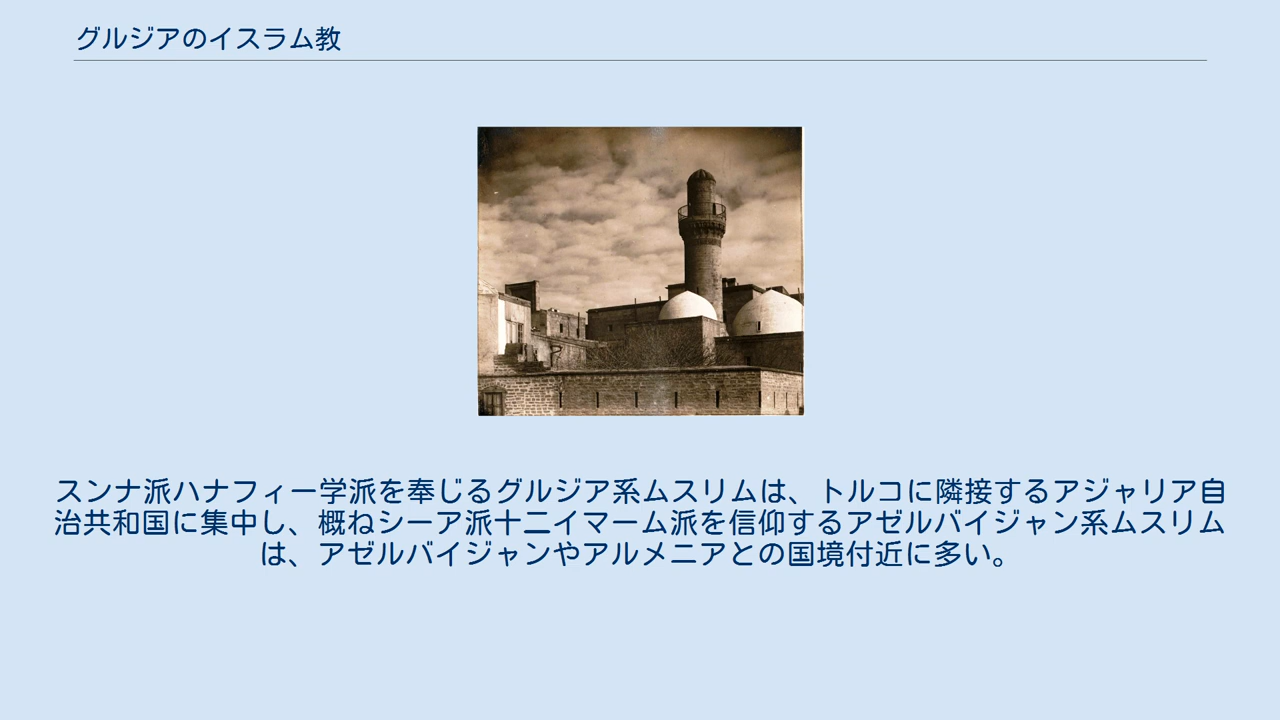 グルジアのイスラム教
スンナ派ハナフィー学派を奉じるグルジア系ムスリムは、トルコに隣接するアジャリア自
治共和国に集中し、概ねシーア派十二イマーム派を信仰するアゼルバイジャン系ムスリム
は、アゼルバイジャンやアルメニアとの国境付近に多い。